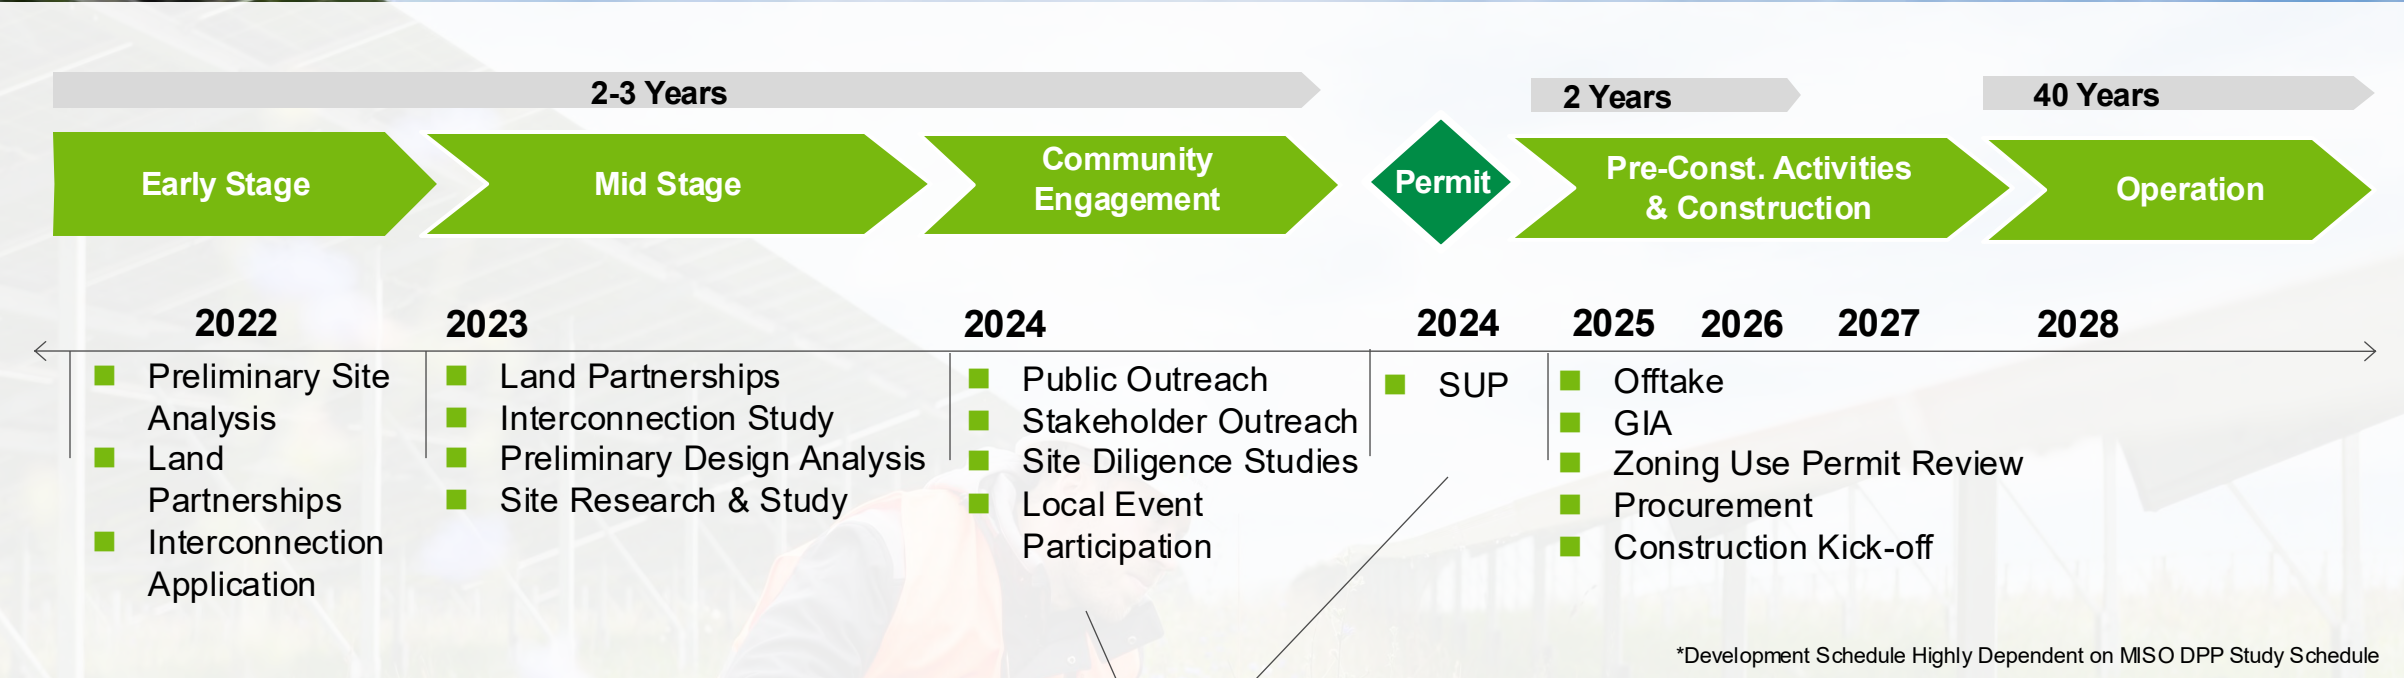 2-3 Years
2 Years
40 Years
Early Stage
Mid Stage
Community
Engagement
Permit
Pre-Const. Activities
& Construction
Operation
2022
2023
2024
2024
2025
2026
2027
2028
Preliminary Site
Analysis
Land
Partnerships
Interconnection
Application
Land Partnerships
Interconnection Study
Preliminary Design Analysis
Site Research & Study
Public Outreach
Stakeholder Outreach
Site Diligence Studies
Local Event
Participation
SUP
Offtake
GIA
Zoning Use Permit Review
Procurement
Construction Kick-off
*Development Schedule Highly Dependent on MISO DPP Study Schedule